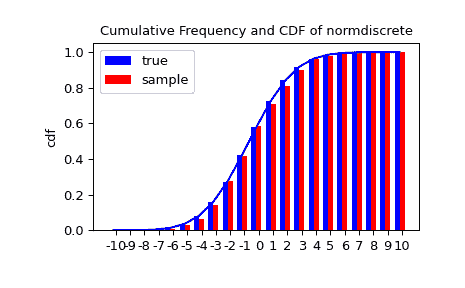 Cumulative Frequency and CDF of normdiscrete
true
sample
cdf
1.0
0.8
0.6
0.4
0.2
0.0
-10 -9 -8 -7 -6 -5 -4 -3 -2 -1 0 1 2 3 4 5 6 7 8 9 10